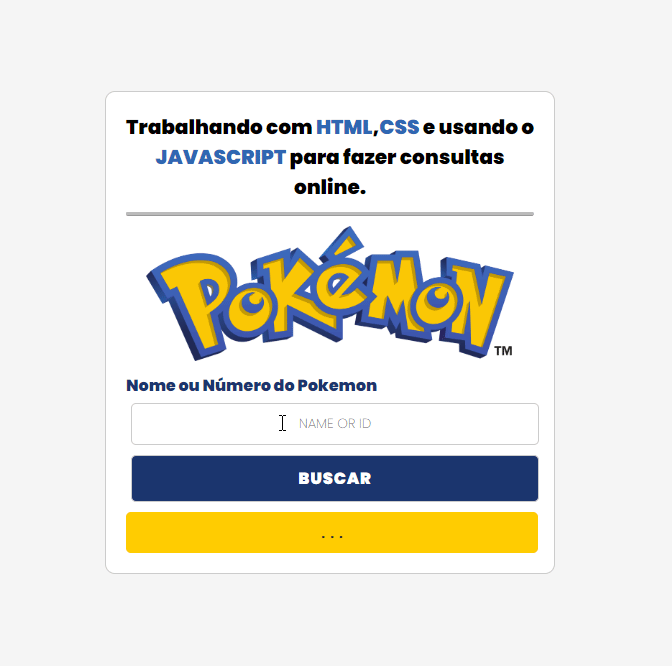 Trabalhando com HTML,CSS e usando o
JAVASCRIPT para fazer consultas
online.
POKéMON
TM
Nome ou Número do Pokemon
NAME OR ID
BUSCAR
...